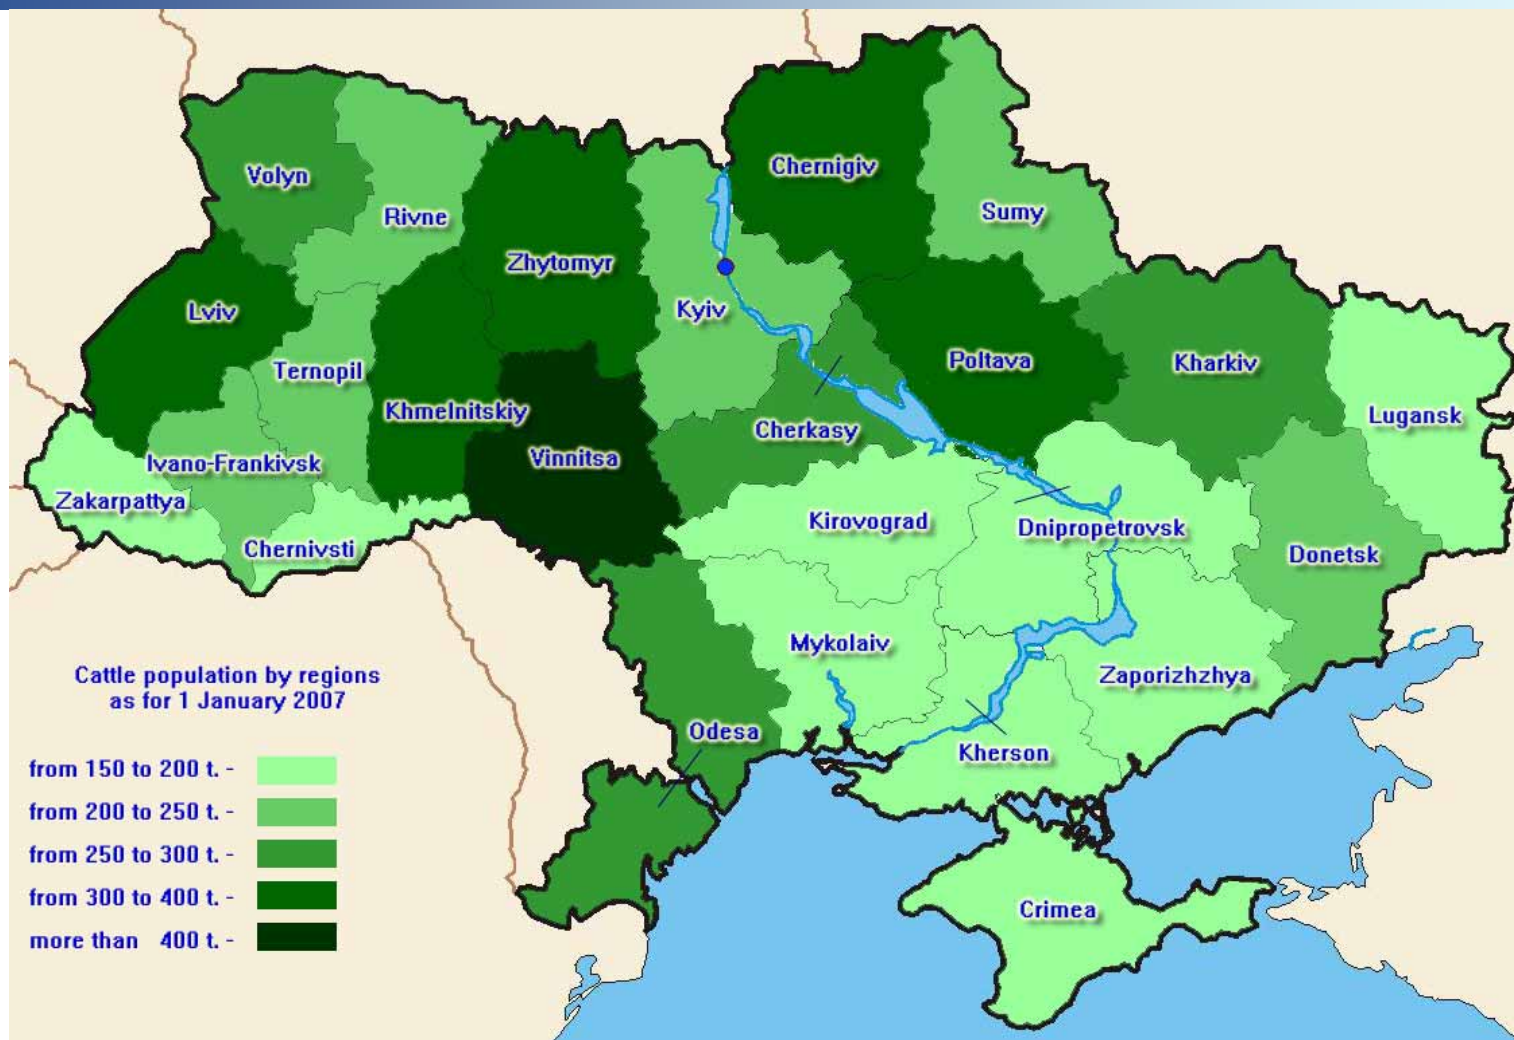 Volyn
Rivne
Chernigiv
Sumy
Zhytomyr
Lviv
Kyiv
Ternopil
Poltava
Kharkiv
Khmelnitskiy
Cherkasy
Lugansk
Ivano-Frankivsk
Vinnitsa
Zakarpattya
Kirovograd
Dnipropetrovsk
Chernivsti
Donetsk
Mykolaiv
Zaporizhzhya
Odesa
Kherson
Crimea
Cattle population by regions
as for 1 January 2007
from 150 to 200 t. -
from 200 to 250 t. -
from 250 to 300 t. -
from 300 to 400 t. -
more than 400 t. -